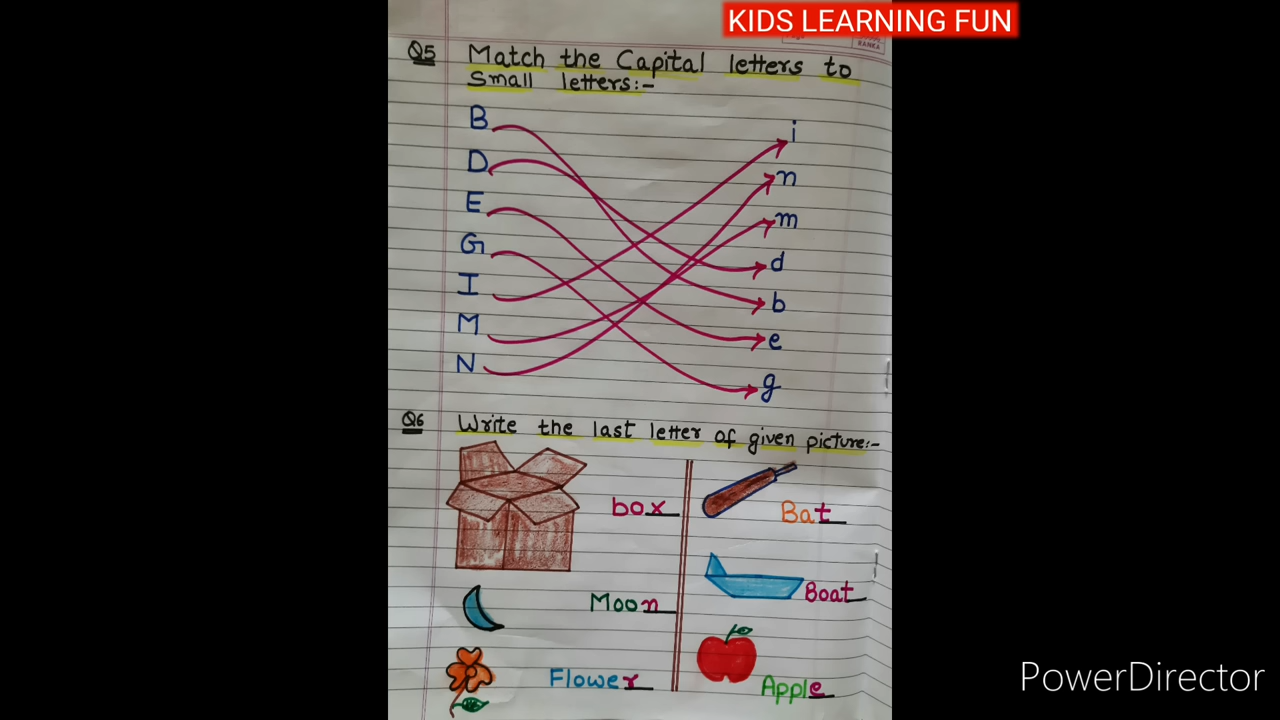 KIDS LEARNING FUN
RANKA
Q5 Match the Capital letters to
Small letters:-
B i
D n
E m
G d
I b
M e
N g
Q6 Write the last letter of given picture:-
box Bat
Boat
Moon
Flower
Apple
PowerDirector